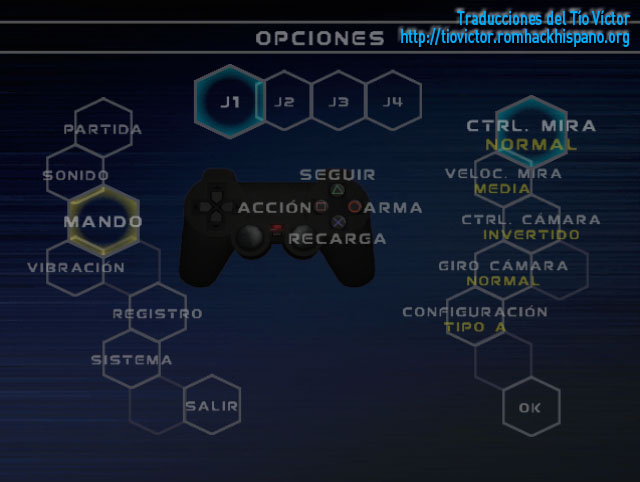 Traducciones del Tio Victor
http://tiovictor.romhackhispano.org
OPCIONES
J1
J2
J3
J4
PARTIDA
SONIDO
MANDO
VIBRACIÓN
REGISTRO
SISTEMA
SALIR
SEGUIR
ACCIÓN
ARMA
RECARGA
CTRL. MIRA
NORMAL
VELOC. MIRA
MEDIA
CTRL. CÁMARA
INVERTIDO
GIRO CÁMARA
NORMAL
CONFIGURACIÓN
TIPO A
OK